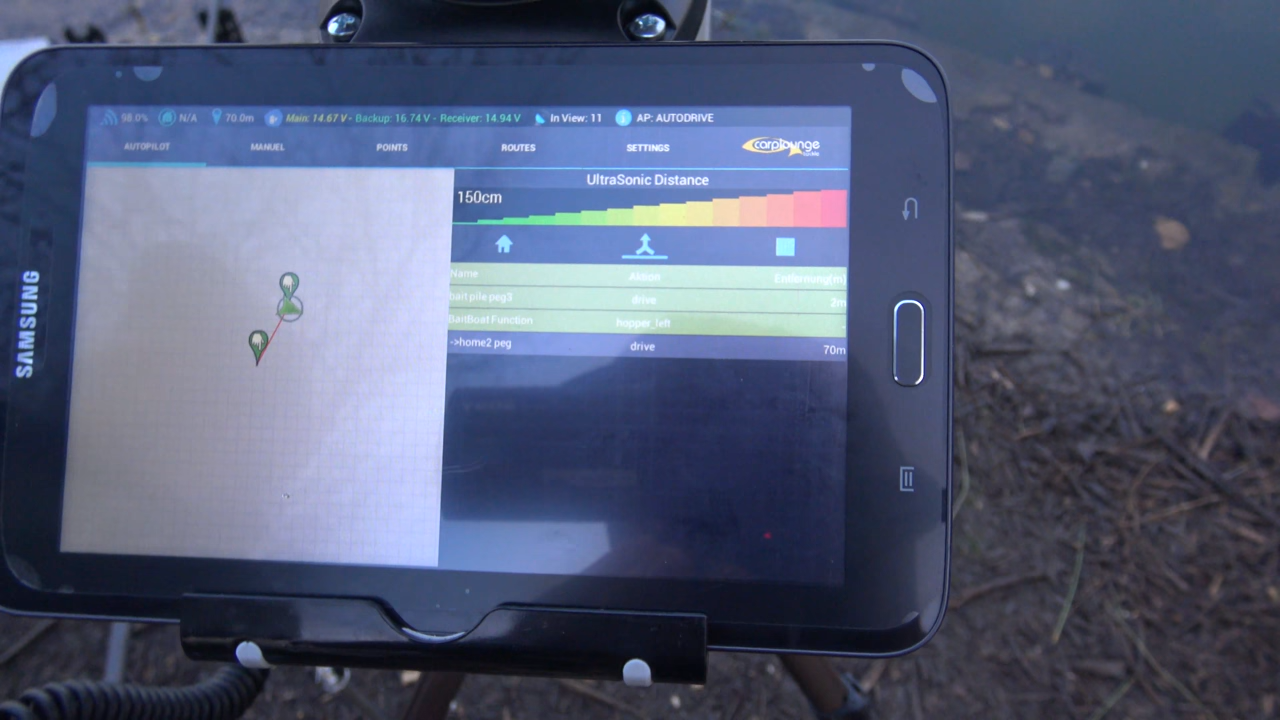 98.0% N/A 70.0m Main: 14.67 V - Backup: 16.74 V - Receiver: 14.94 V In View: 11 AP: AUTODRIVE
AUTOPILOT MANUEL POINTS ROUTES SETTINGS carplounge
UltraSonic Distance
150cm
Name Aktion Entfernung(m)
bait pile peg3 drive 2m
BaitBoat Function hopper_left -
->home2 peg drive 70m
SAMSUNG